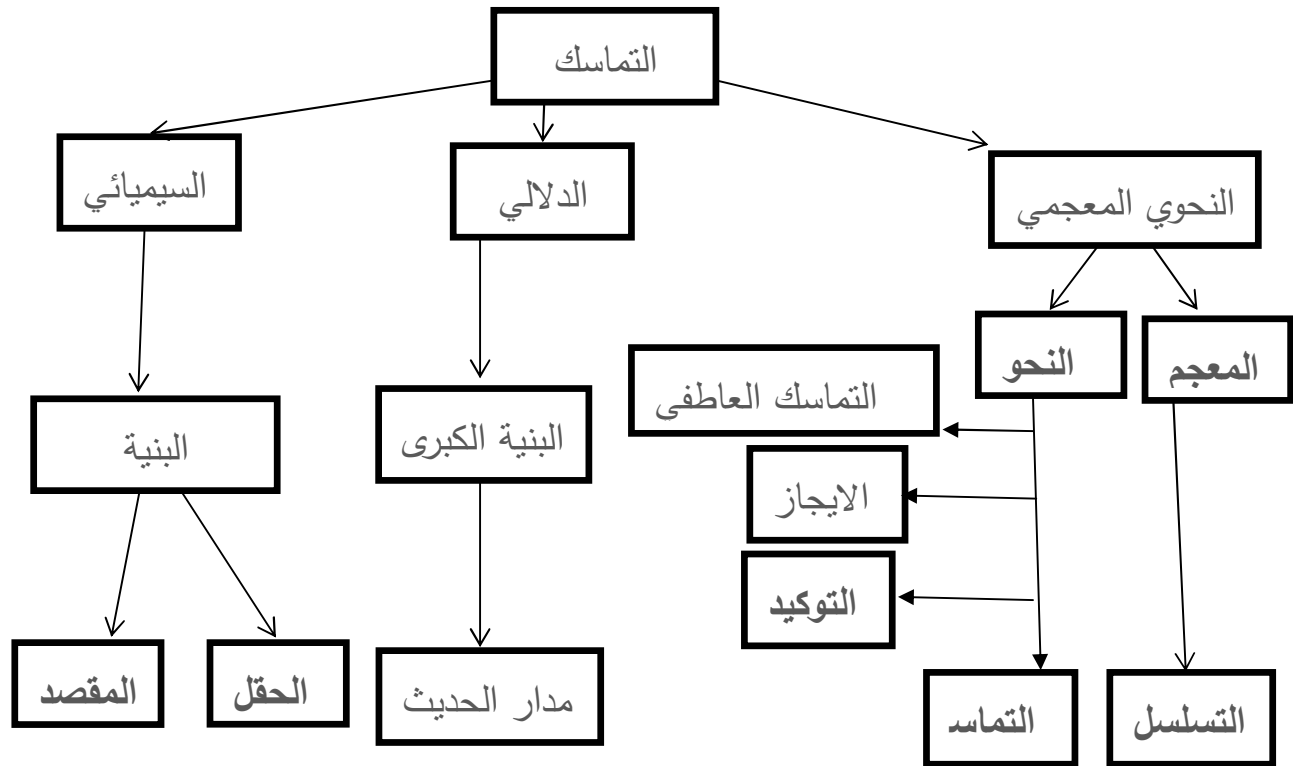 التماسك
النحوي المعجمي
الدلالي
السيميائي
المعجم
النحو
التماسك العاطفى
الايجاز
التوكيد
البنية الكبرى
البنية
التسلسل
التماسـ
مدار الحديث
الحقل
المقصد